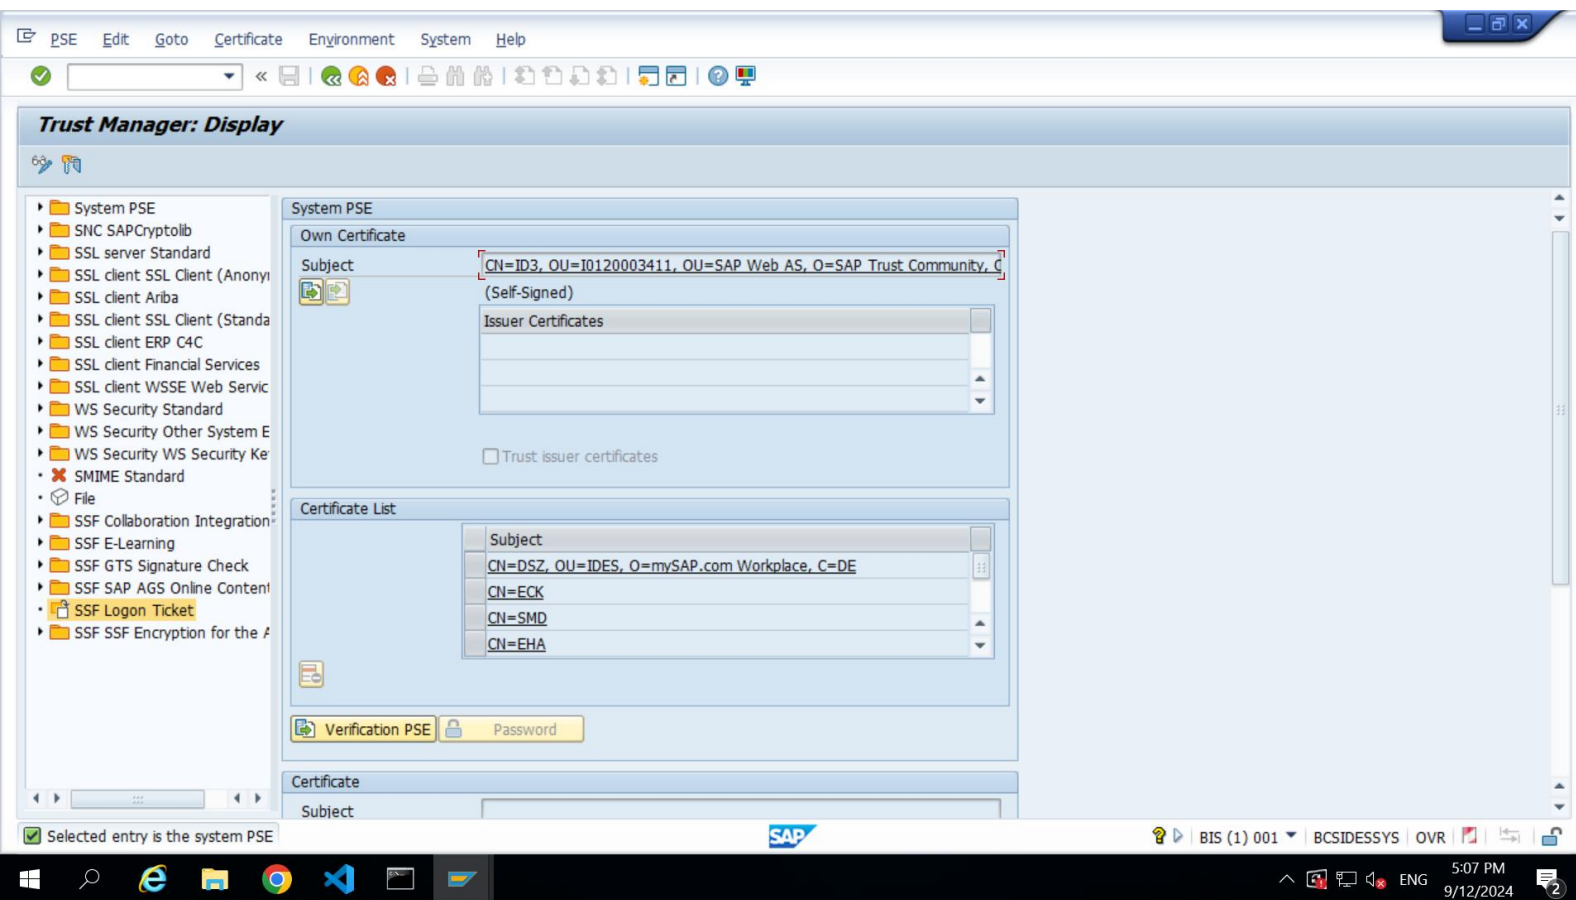 PSE Edit Goto Certificate Environment System Help
Trust Manager: Display
System PSE
SNC SAPCryptolib
SSL server Standard
SSL client SSL Client (Anony
SSL client Ariba
SSL client SSL Client (Standa
SSL client ERP C4C
SSL client Financial Services
SSL client WSSE Web Servic
WS Security Standard
WS Security Other System E
WS Security WS Security Ke
SMIME Standard
File
SSF Collaboration Integration
SSF E-Learning
SSF GTS Signature Check
SSF SAP AGS Online Content
SSF Logon Ticket
SSF SSF Encryption for the A
System PSE
Own Certificate
Subject CN=ID3, OU=I0120003411, OU=SAP Web AS, O=SAP Trust Community, C
(Self-Signed)
Issuer Certificates
Trust issuer certificates
Certificate List
Subject
CN=DSZ, OU=IDES, O=mySAP.com Workplace, C=DE
CN=ECK
CN=SMD
CN=EHA
Verification PSE Password
Certificate
Subject
Selected entry is the system PSE
SAP
BIS (1) 001 BCSIDESSYS OVR
ENG
5:07 PM
9/12/2024
2